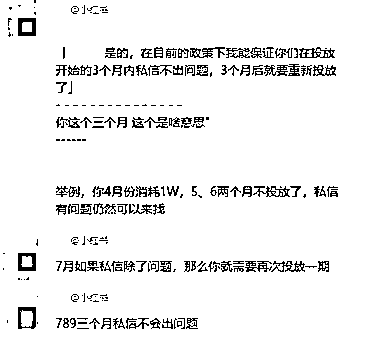 @小红书
「 是的，在目前的政策下我能保证你们在投放
开始的3个月内私信不出问题，3个月后就要重新投放
了」
- - - - - - - - - - - - - - -
你这个三个月 这个是啥意思"
------
举例，你4月份消耗1W，5、6两个月不投放了，私信
有问题仍然可以来找
@小红书
7月如果私信除了问题，那么你就需要再次投放一期
@小红书
789三个月私信不会出问题